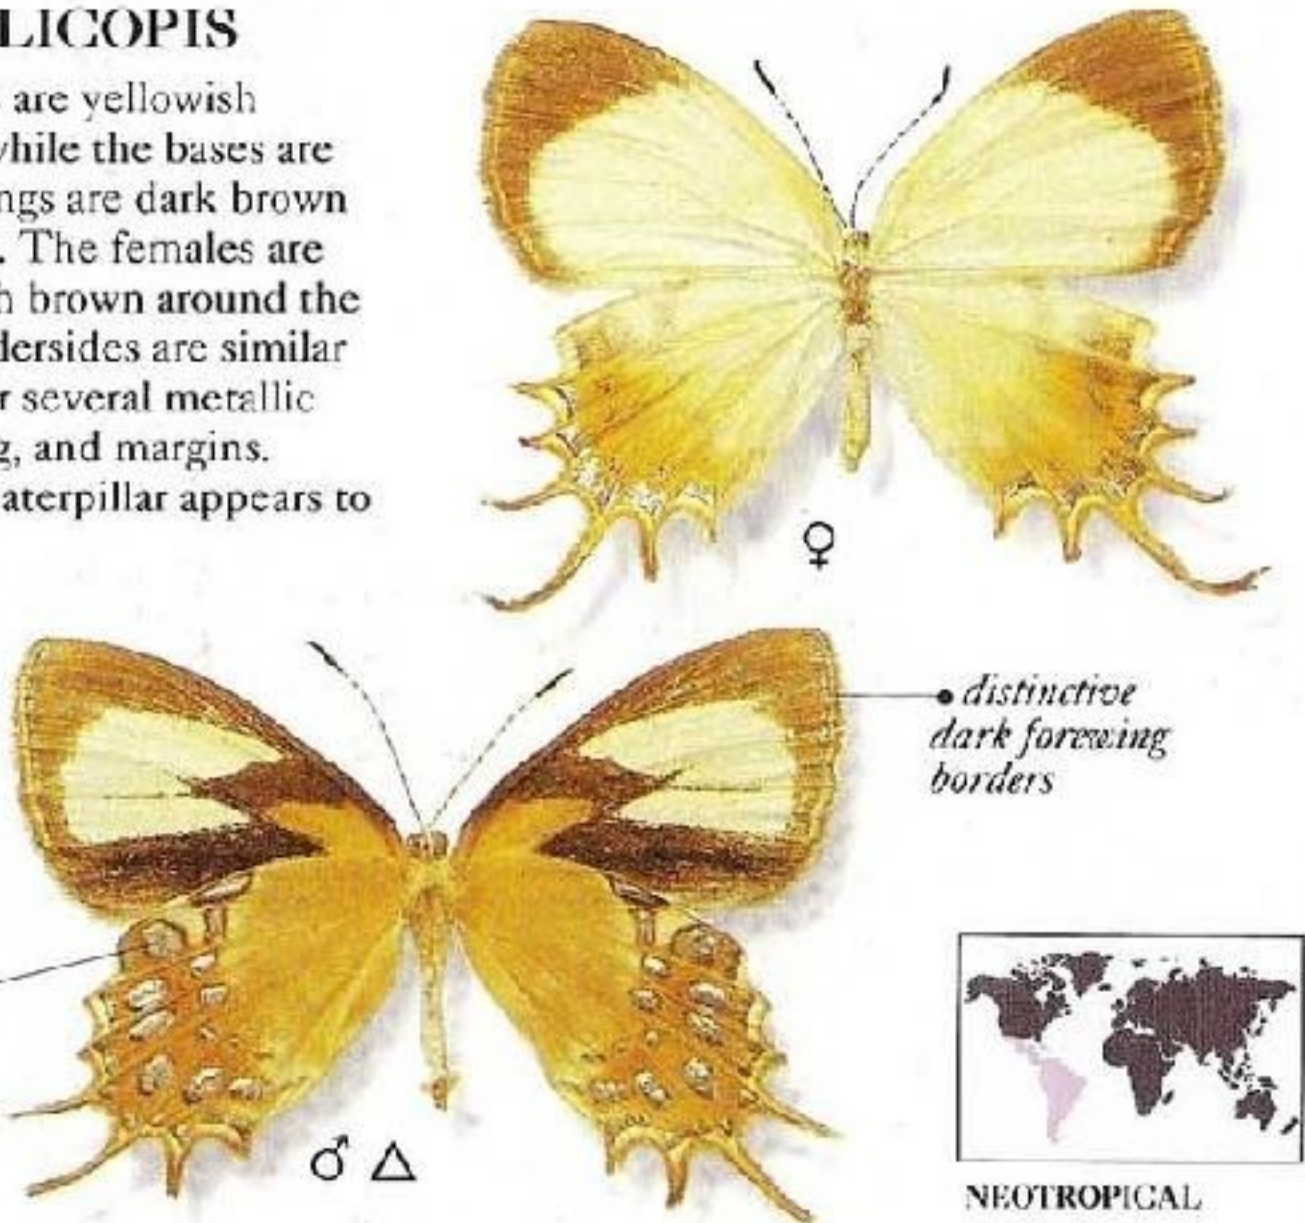 LICOPIS
are yellowish
while the bases are
ngs are dark brown
. The females are
h brown around the
dersides are similar
r several metallic
g, and margins.
aterpillar appears to
♀
distinctive
dark forewing
borders
♂ △
NEOTROPICAL